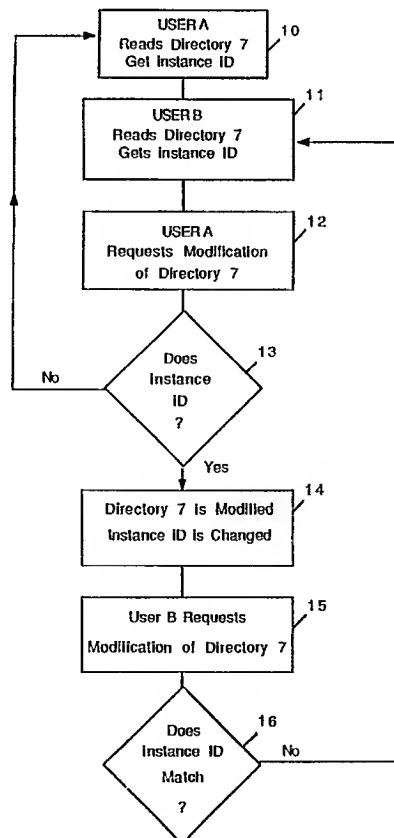 USER A
Reads Directory 7
Get Instance ID
10
USER B
Reads Directory 7
Gets Instance ID
11
USER A
Requests Modification
of Directory 7
12
Does
Instance
ID
?
13
No
Yes
Directory 7 is Modified
Instance ID is Changed
14
User B Requests
Modification of Directory 7
15
Does
Instance ID
Match
?
16
No